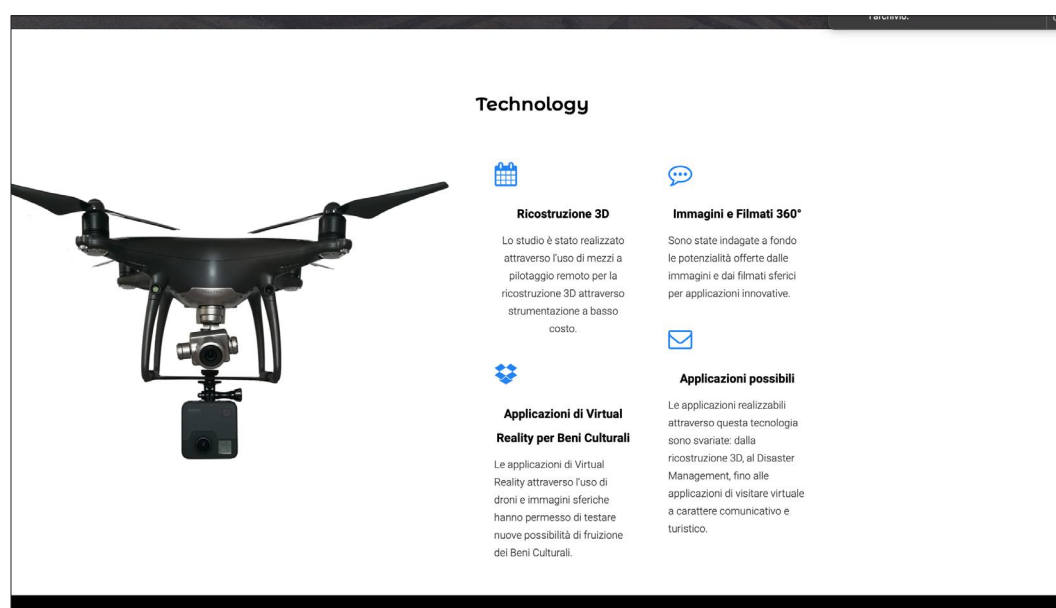 l'archivio.
Technology
Ricostruzione 3D
Lo studio è stato realizzato
attraverso l'uso di mezzi a
pilotaggio remoto per la
ricostruzione 3D attraverso
strumentazione a basso
costo.
Immagini e Filmati 360°
Sono state indagate a fondo
le potenzialità offerte dalle
immagini e dai filmati sferici
per applicazioni innovative.
Applicazioni di Virtual
Reality per Beni Culturali
Le applicazioni di Virtual
Reality attraverso l'uso di
droni e immagini sferiche
hanno permesso di testare
nuove possibilità di fruizione
dei Beni Culturali.
Applicazioni possibili
Le applicazioni realizzabili
attraverso questa tecnologia
sono svariate: dalla
ricostruzione 3D, al Disaster
Management, fino alle
applicazioni di visitare virtuale
a carattere comunicativo e
turistico.